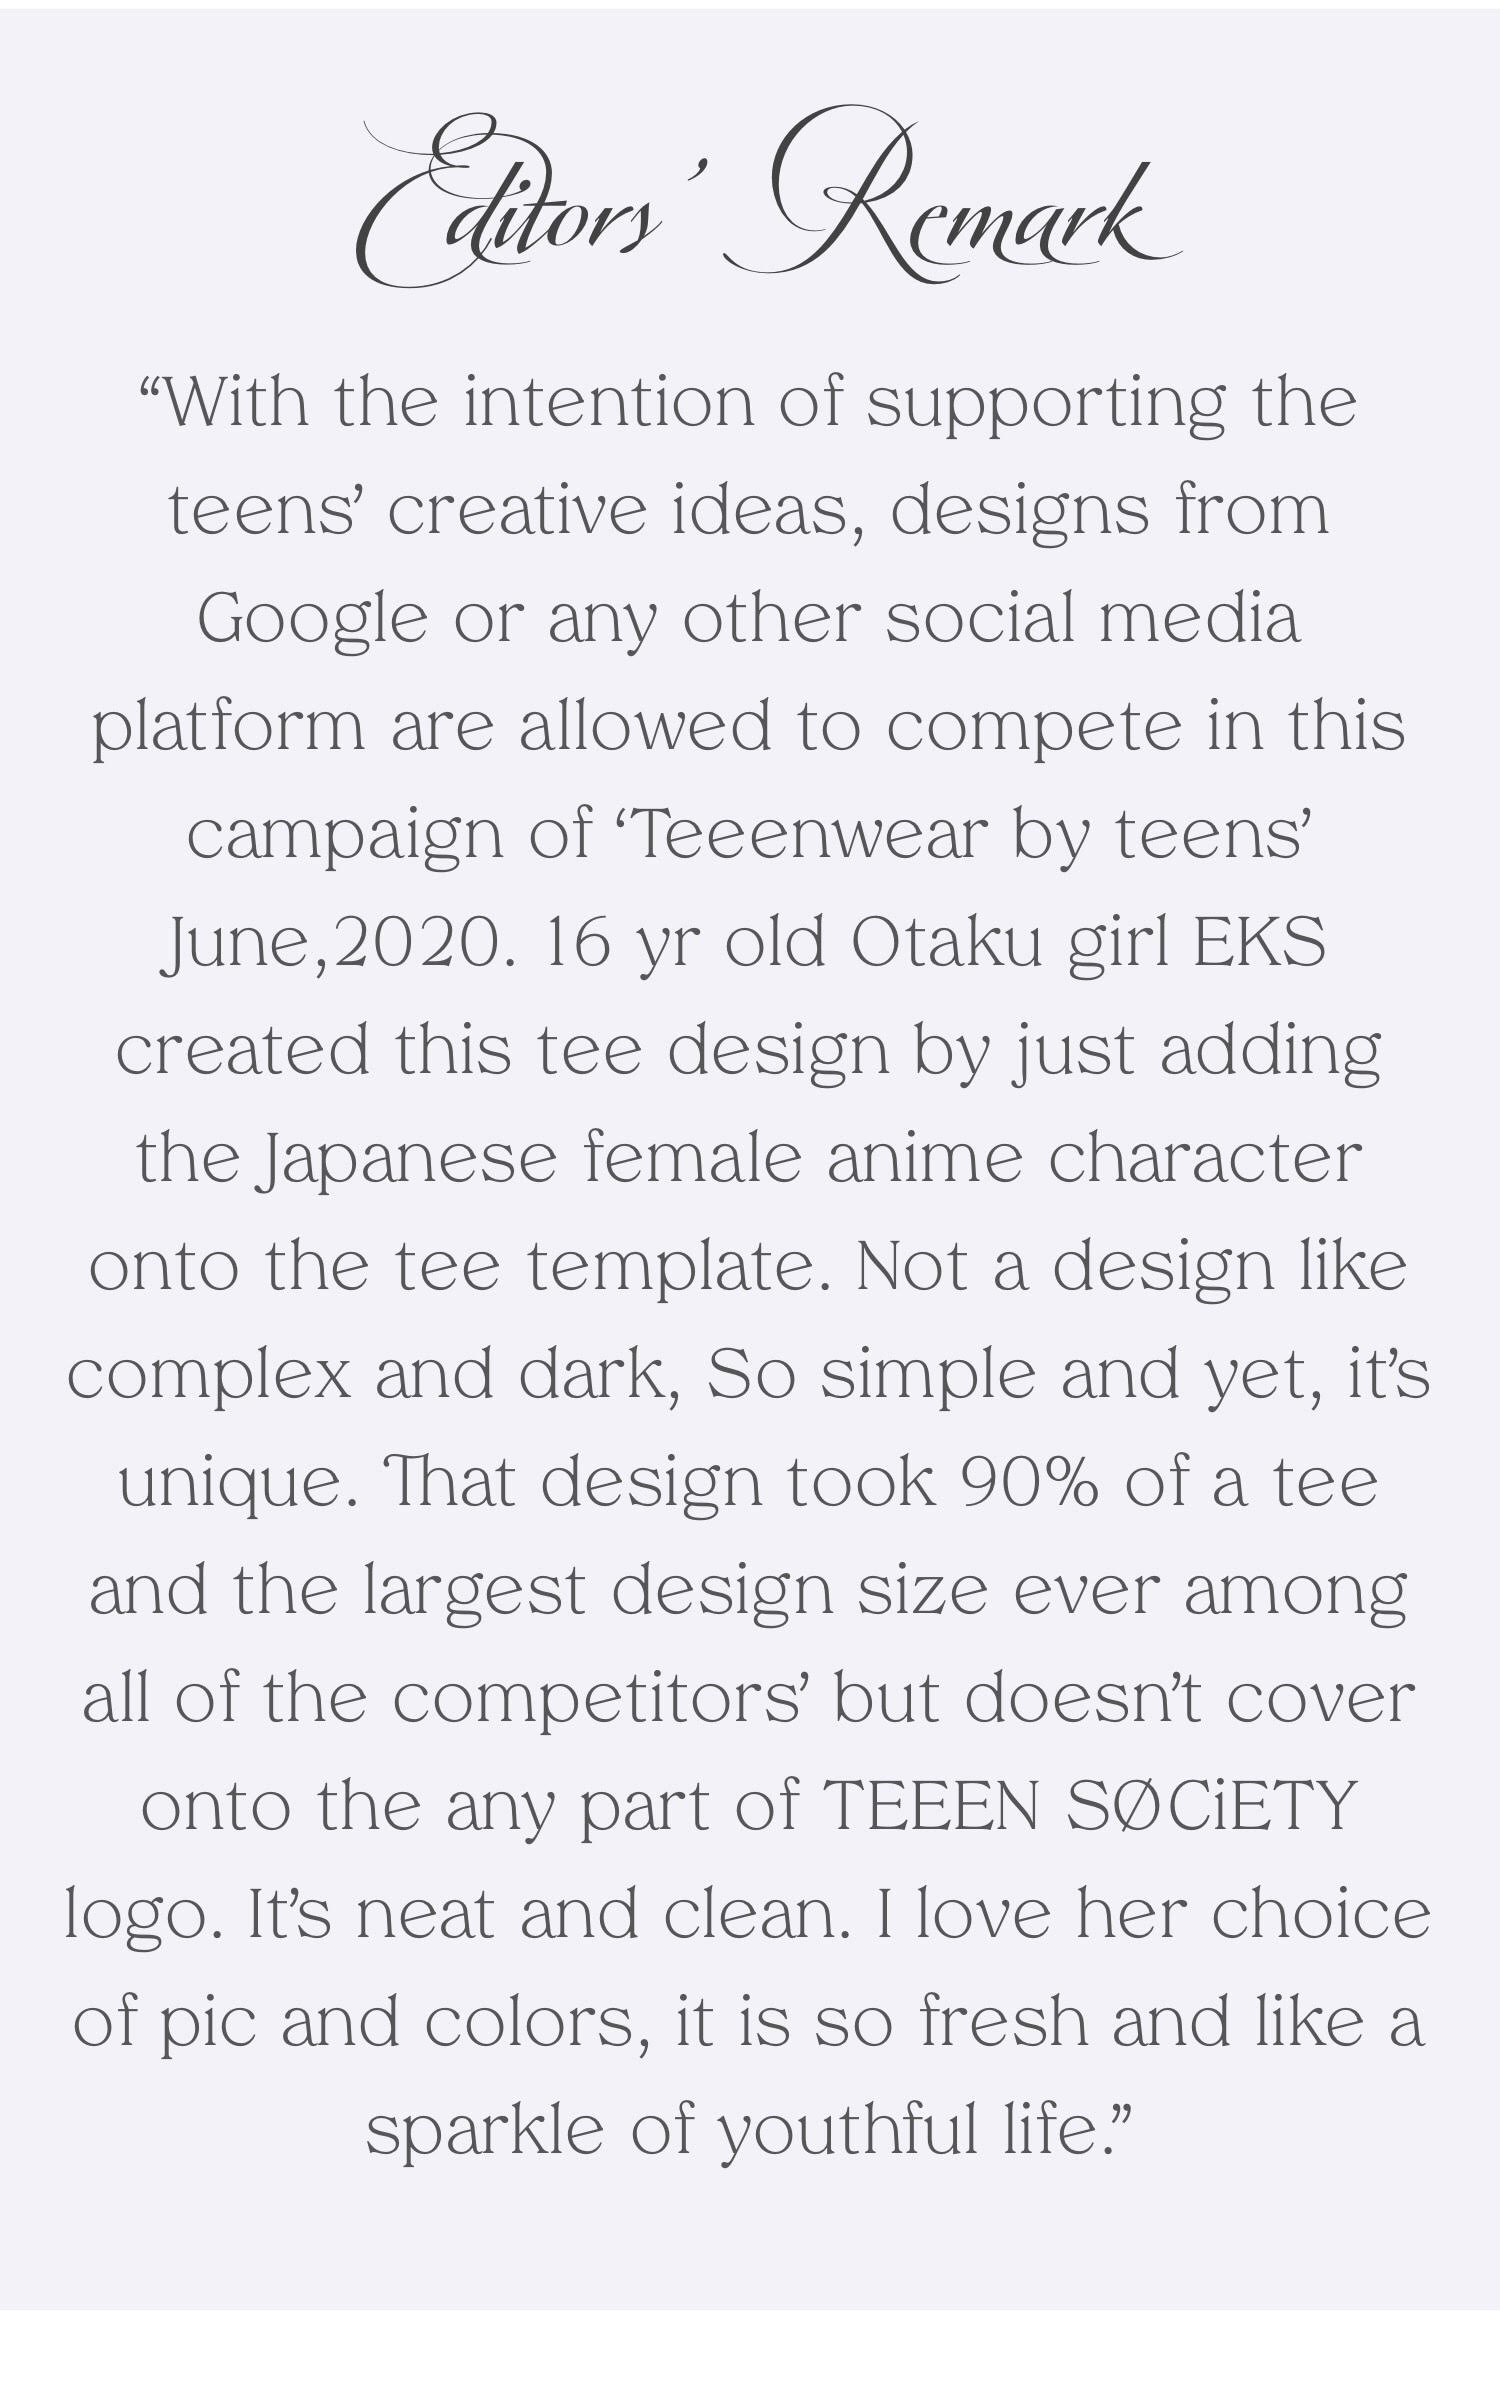 Editors’ Remark
“With the intention of supporting the
teens’ creative ideas, designs from
Google or any other social media
platform are allowed to compete in this
campaign of ‘Teeenwear by teens’
June,2020. 16 yr old Otaku girl EKS
created this tee design by just adding
the Japanese female anime character
onto the tee template. Not a design like
complex and dark, So simple and yet, it’s
unique. That design took 90% of a tee
and the largest design size ever among
all of the competitors’ but doesn’t cover
onto the any part of TEEEN SØCiETY
logo. It’s neat and clean. I love her choice
of pic and colors, it is so fresh and like a
sparkle of youthful life.”